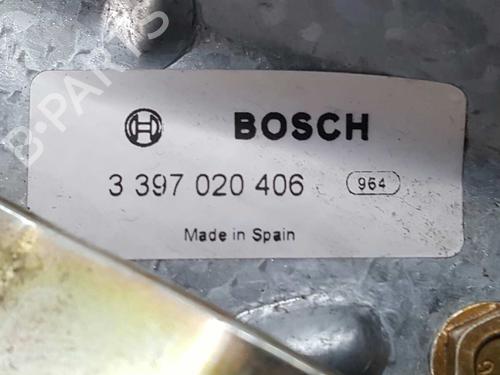 BOSCH
3 397 020 406 964
Made in Spain
B-PARTS